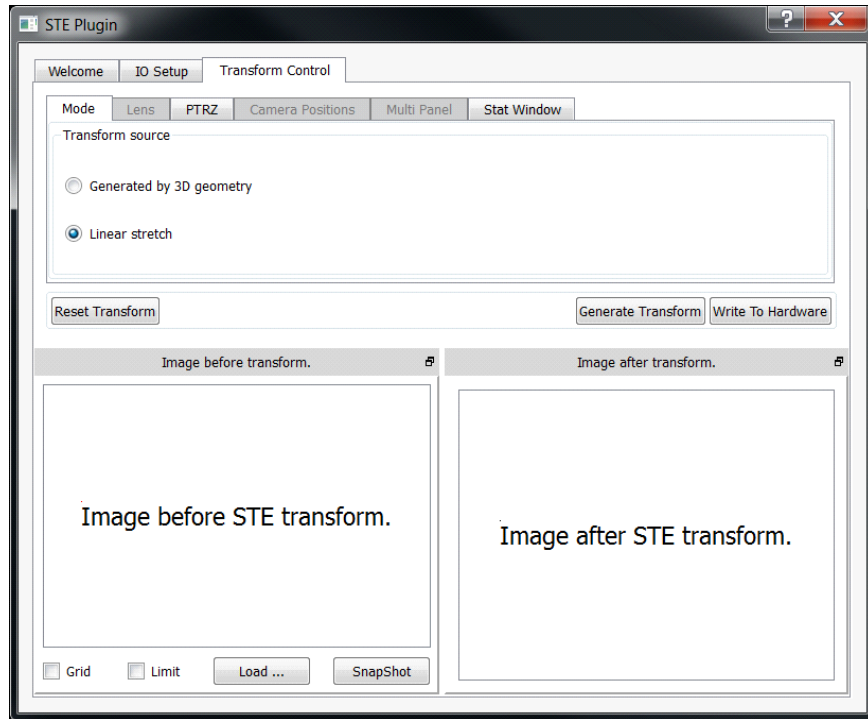 STE Plugin
?
X
Welcome IO Setup Transform Control
Mode Lens PTRZ Camera Positions Multi Panel Stat Window
Transform source
Generated by 3D geometry
Linear stretch
Reset Transform Generate Transform Write To Hardware
Image before transform. Image after transform.
Image before STE transform.
Image after STE transform.
Grid Limit Load ... SnapShot